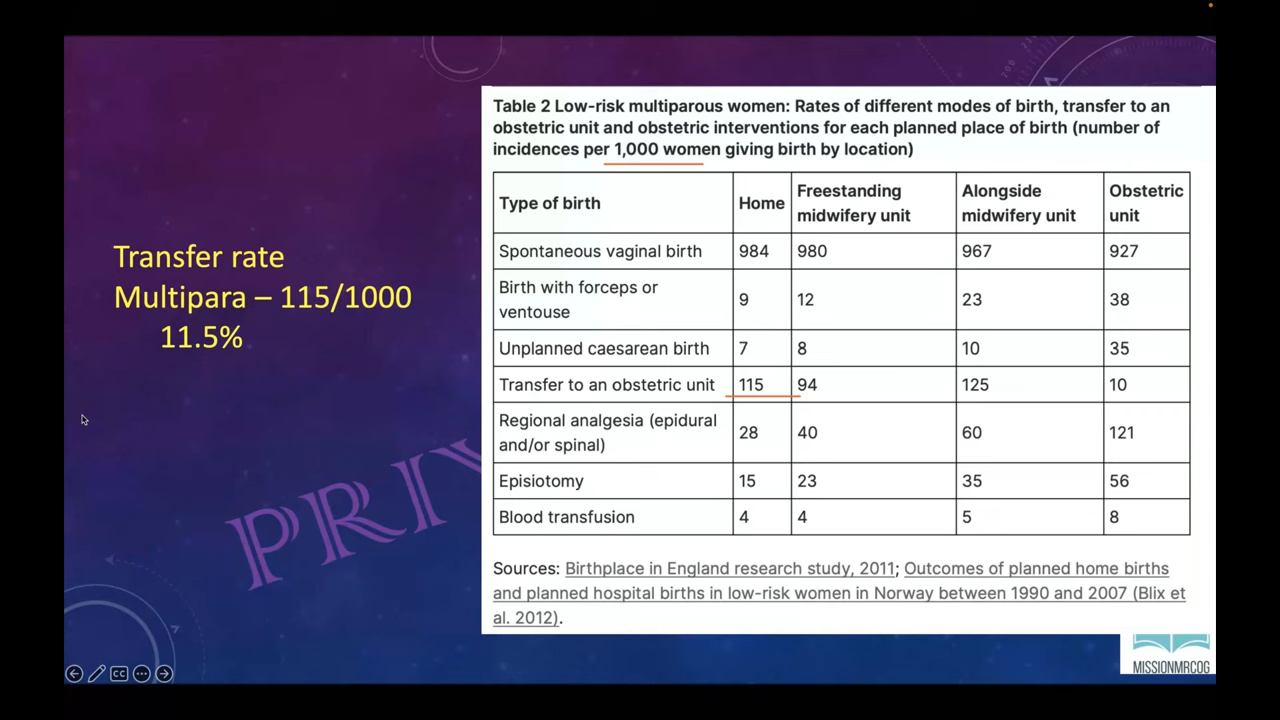 Transfer rate
Multipara – 115/1000
11.5%
Table 2 Low-risk multiparous women: Rates of different modes of birth, transfer to an
obstetric unit and obstetric interventions for each planned place of birth (number of
incidences per 1,000 women giving birth by location)
Type of birth Home Freestanding midwifery unit Alongside midwifery unit Obstetric unit
Spontaneous vaginal birth 984 980 967 927
Birth with forceps or ventouse 9 12 23 38
Unplanned caesarean birth 7 8 10 35
Transfer to an obstetric unit 115 94 125 10
Regional analgesia (epidural and/or spinal) 28 40 60 121
Episiotomy 15 23 35 56
Blood transfusion 4 4 5 8
Sources: Birthplace in England research study, 2011; Outcomes of planned home births
and planned hospital births in low-risk women in Norway between 1990 and 2007 (Blix et
al. 2012).
PRIV
CC
MISSIONMRCOG
200